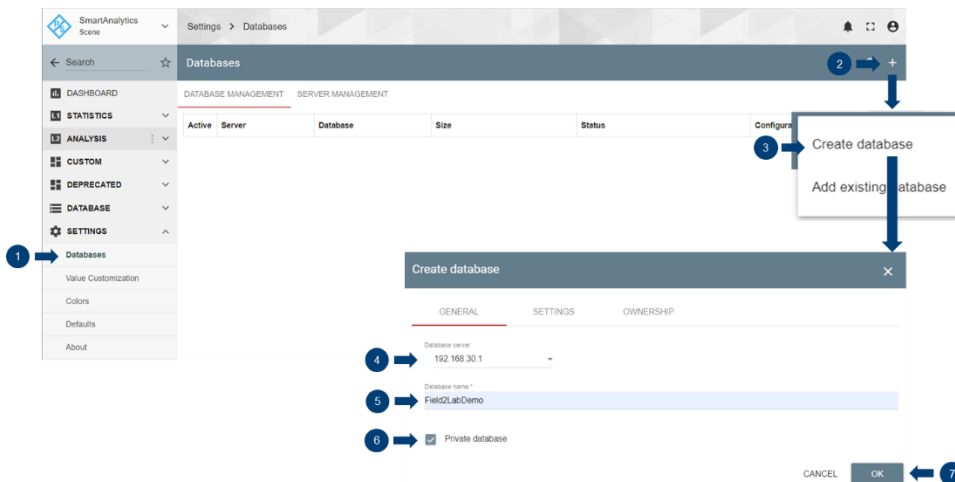 SmartAnalytics
Scene
Settings > Databases
Search
Databases
2
DASHBOARD
DATABASE MANAGEMENT SERVER MANAGEMENT
STATISTICS
Active Server Database Size Status
ANALYSIS
3
Create database
CUSTOM
DEPRECATED
Add existing database
DATABASE
SETTINGS
1
Databases
Create database
Value Customization
Colors
GENERAL SETTINGS OWNERSHIP
Defaults
About
Database server
4
192.168.30.1
Database name *
5
Field2LabDemo
6
Private database
CANCEL OK
7